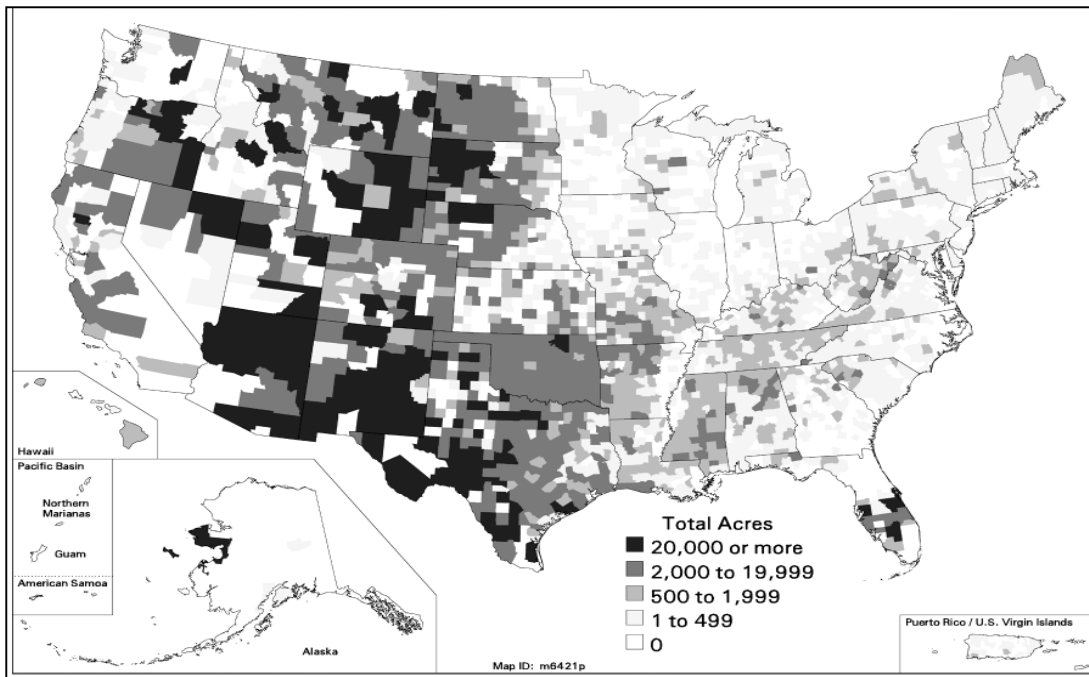 Hawaii
Pacific Basin
Northern
Marianas
Guam
American Samoa
Alaska
Total Acres
20,000 or more
2,000 to 19,999
500 to 1,999
1 to 499
0
Map ID: m6421p
Puerto Rico / U.S. Virgin Islands